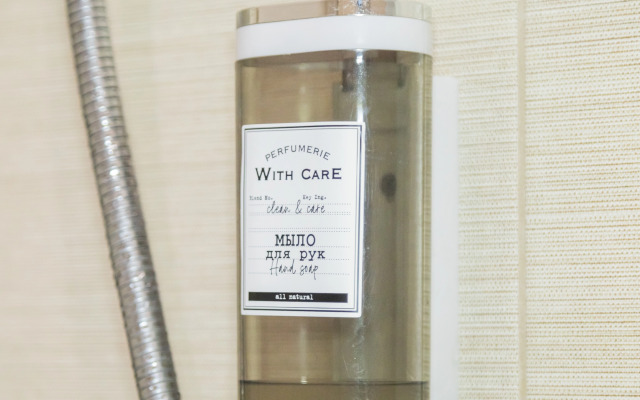 PERFUMERIE
WITH CARE
Blend No. Key Ing.
clean & care
МЫЛО
для рук
Hand soap
all natural